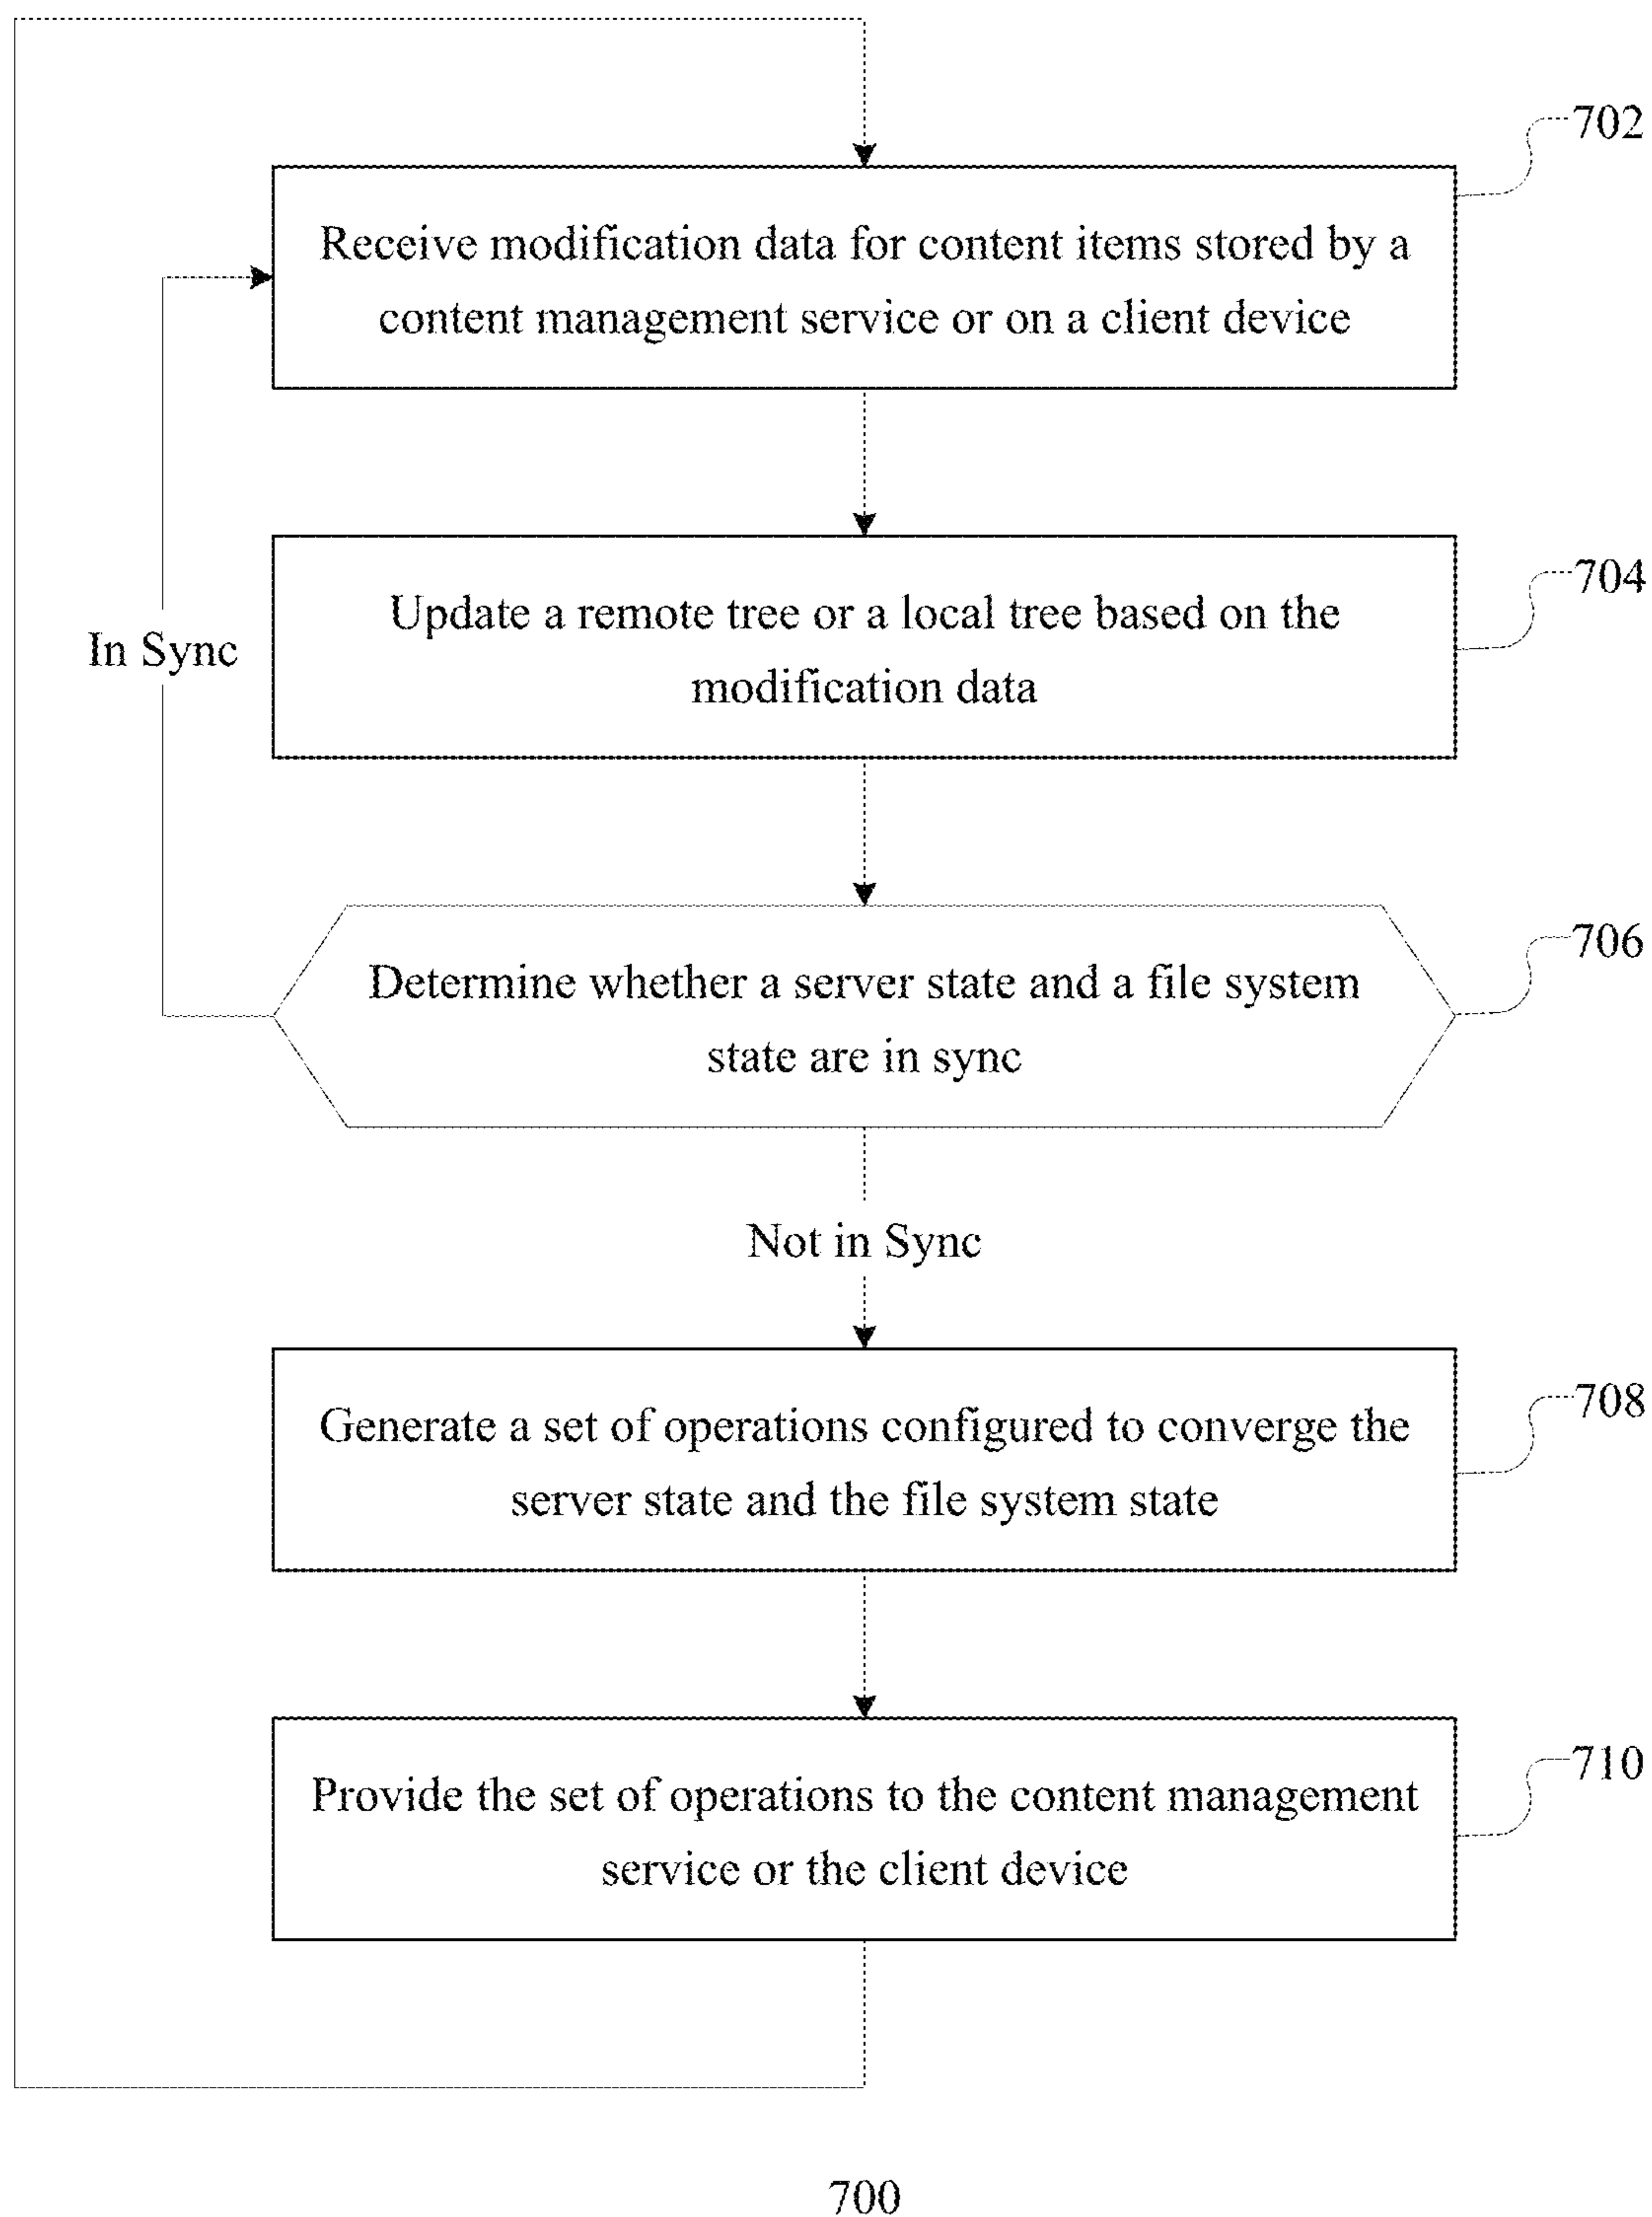 702
Receive modification data for content items stored by a
content management service or on a client device
704
Update a remote tree or a local tree based on the
modification data
In Sync
706
Determine whether a server state and a file system
state are in sync
Not in Sync
708
Generate a set of operations configured to converge the
server state and the file system state
710
Provide the set of operations to the content management
service or the client device
700